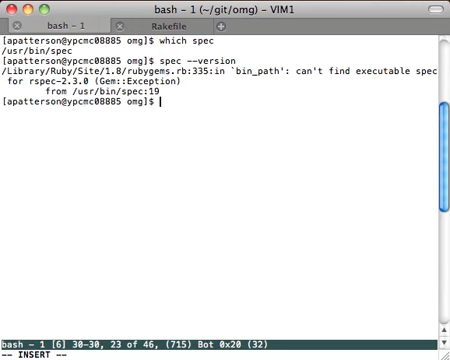 bash – 1 (~/git/omg) – VIM1
bash – 1
Rakefile
[apatterson@ypcmc08885 omg]$ which spec
/usr/bin/spec
[apatterson@ypcmc08885 omg]$ spec --version
/Library/Ruby/Site/1.8/rubygems.rb:335:in `bin_path': can't find executable spec
for rspec-2.3.0 (Gem::Exception)
from /usr/bin/spec:19
[apatterson@ypcmc08885 omg]$
bash – 1 [6] 30-30, 23 of 46, (715) Bot 0x20 (32)
-- INSERT --